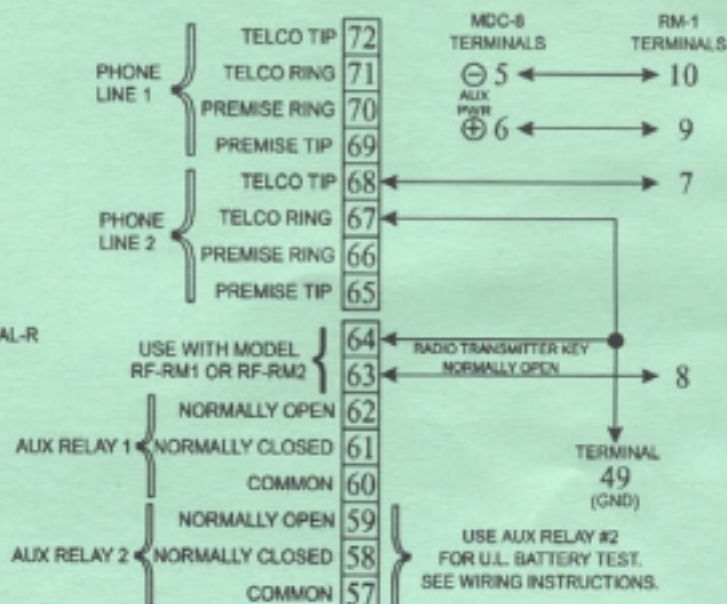 MDC-8 TERMINALS
RM-1 TERMINALS
TELCO TIP 72
PHONE LINE 1
TELCO RING 71
PREMISE RING 70
PREMISE TIP 69
⊖ 5 10
AUX PWR
⊕ 6 9
TELCO TIP 68 7
PHONE LINE 2
TELCO RING 67
PREMISE RING 66
PREMISE TIP 65
AL-R
USE WITH MODEL
RF-RM1 OR RF-RM2
64
RADIO TRANSMITTER KEY
NORMALLY OPEN
63 8
NORMALLY OPEN 62
AUX RELAY 1 NORMALLY CLOSED 61
COMMON 60
TERMINAL
49
(GND)
NORMALLY OPEN 59
AUX RELAY 2 NORMALLY CLOSED 58
COMMON 57
USE AUX RELAY #2
FOR U.L. BATTERY TEST.
SEE WIRING INSTRUCTIONS.